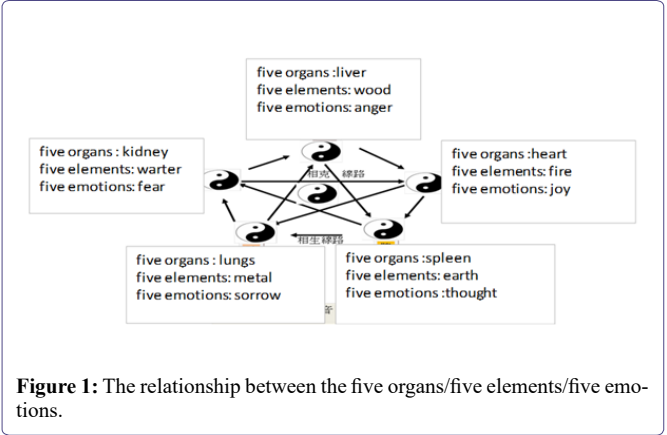 five organs :liver
five elements: wood
five emotions: anger
five organs : kidney
five elements: warter
five emotions: fear
five organs :heart
five elements: fire
five emotions: joy
相克 線路
相生線路
five organs : lungs
five elements: metal
five emotions: sorrow
five organs :spleen
five elements: earth
five emotions :thought
Figure 1: The relationship between the five organs/five elements/five emo-
tions.